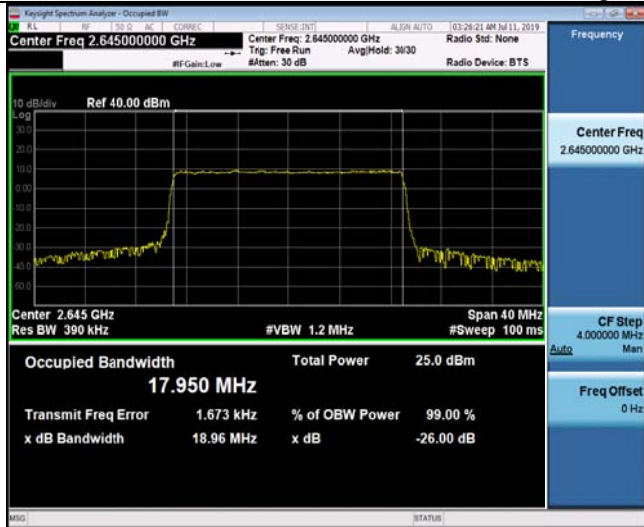 Keysight Spectrum Analyzer - Occupied BW
RL RF 50 Ω AC CORREC SENSE:INT ALIGN AUTO 03:26:21 AM Jul 11, 2019
Center Freq 2.645000000 GHz
Center Freq: 2.645000000 GHz
Radio Std: None
Trig: Free Run Avg|Hold: 30/30
#IFGain:Low #Atten: 30 dB Radio Device: BTS
Frequency
10 dB/div Ref 40.00 dBm
Log
30.0
20.0
10.0
0.00
-10.0
-20.0
-30.0
-40.0
-50.0
Center Freq
2.645000000 GHz
Center 2.645 GHz Span 40 MHz
Res BW 390 kHz #VBW 1.2 MHz #Sweep 100 ms
CF Step
4.000000 MHz
Auto Man
Freq Offset
0 Hz
Occupied Bandwidth Total Power 25.0 dBm
17.950 MHz
Transmit Freq Error 1.673 kHz % of OBW Power 99.00 %
x dB Bandwidth 18.96 MHz x dB -26.00 dB
MSG STATUS